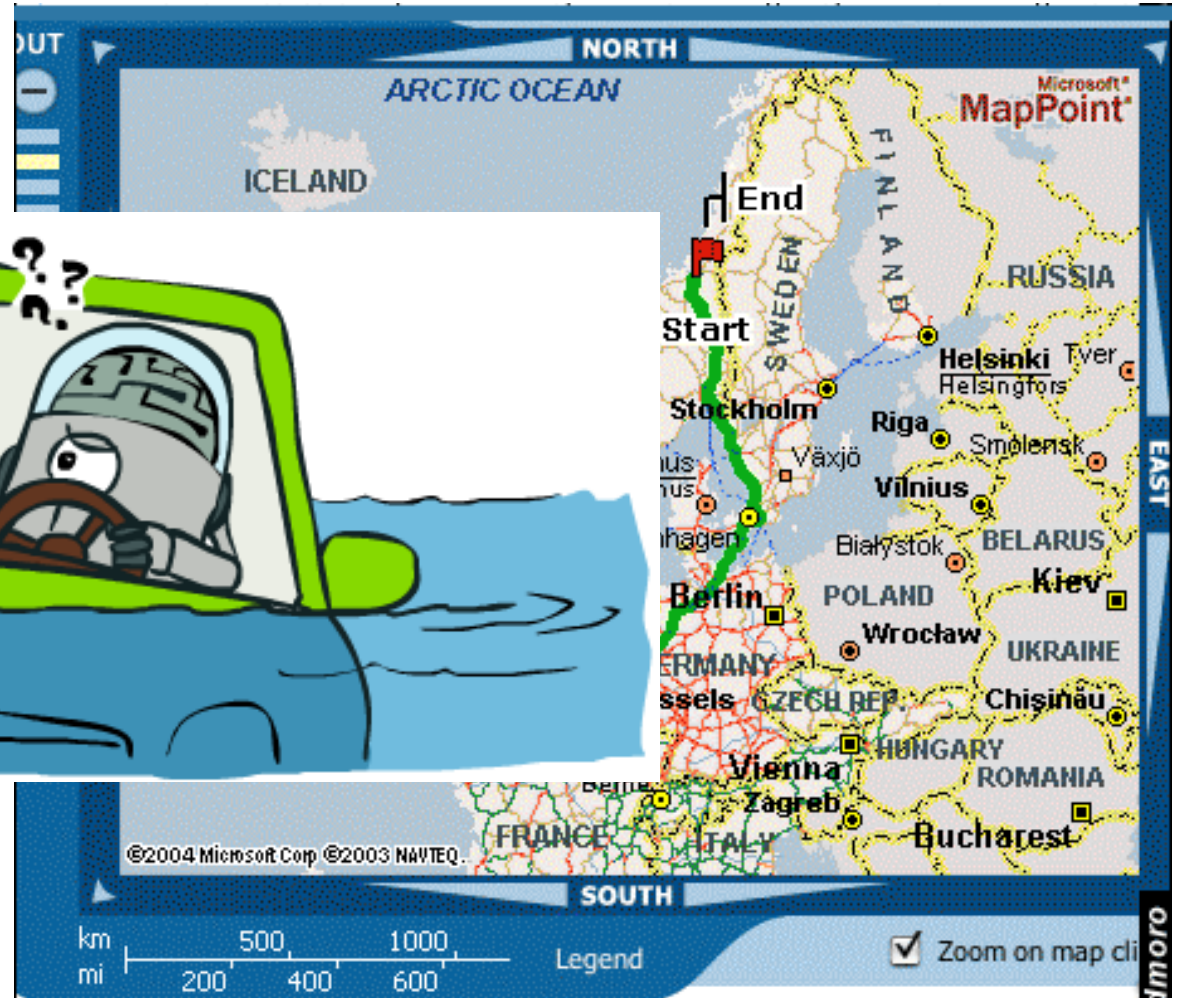 OUT
NORTH
ARCTIC OCEAN
Microsoft®
MapPoint®
ICELAND
FINLAND
End
SWEDEN
RUSSIA
? ? ?
Start
Helsinki
Helsingfors
Tver
Stockholm
Riga
Smolensk
EAST
Växjö
Vilnius
nhagen
Białystok
BELARUS
Berlin
POLAND
Kiev
Wrocław
UKRAINE
ERMANY
ssels
CZECH REP.
Chişinău
HUNGARY
Vienna
ROMANIA
Zagreb
FRANCE
ITALY
Bucharest
©2004 Microsoft Corp ©2003 NAVTEQ.
SOUTH
km 500 1000
mi 200 400 600
Legend
Zoom on map cli
dmoro